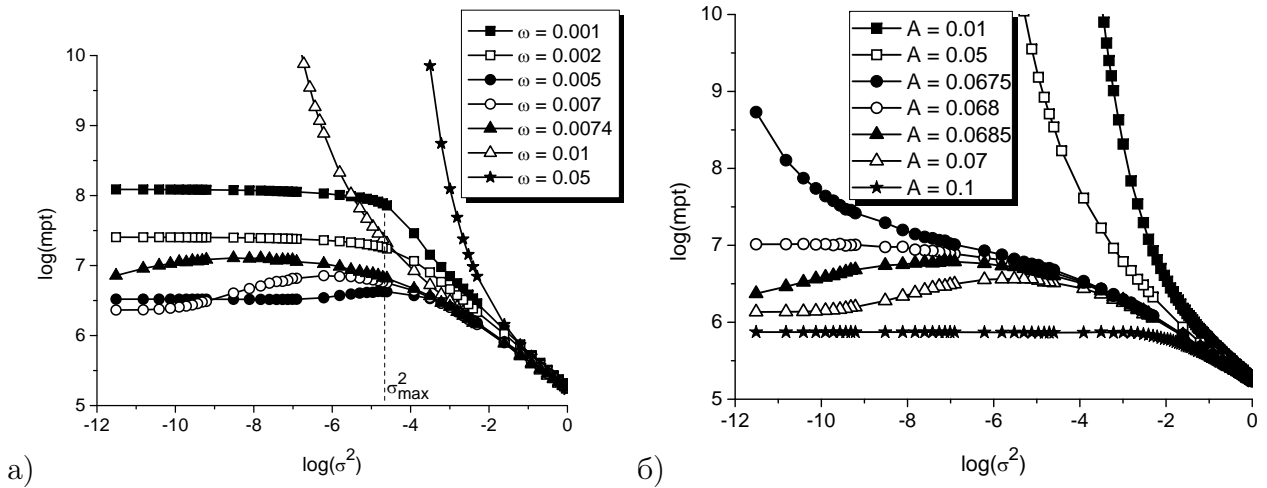 ω = 0.001
ω = 0.002
ω = 0.005
ω = 0.007
ω = 0.0074
ω = 0.01
ω = 0.05
10
9
8
7
6
5
log(mpt)
σ²max
-12 -10 -8 -6 -4 -2 0
log(σ²)
а)
A = 0.01
A = 0.05
A = 0.0675
A = 0.068
A = 0.0685
A = 0.07
A = 0.1
10
9
8
7
6
5
log(mpt)
-12 -10 -8 -6 -4 -2 0
log(σ²)
б)